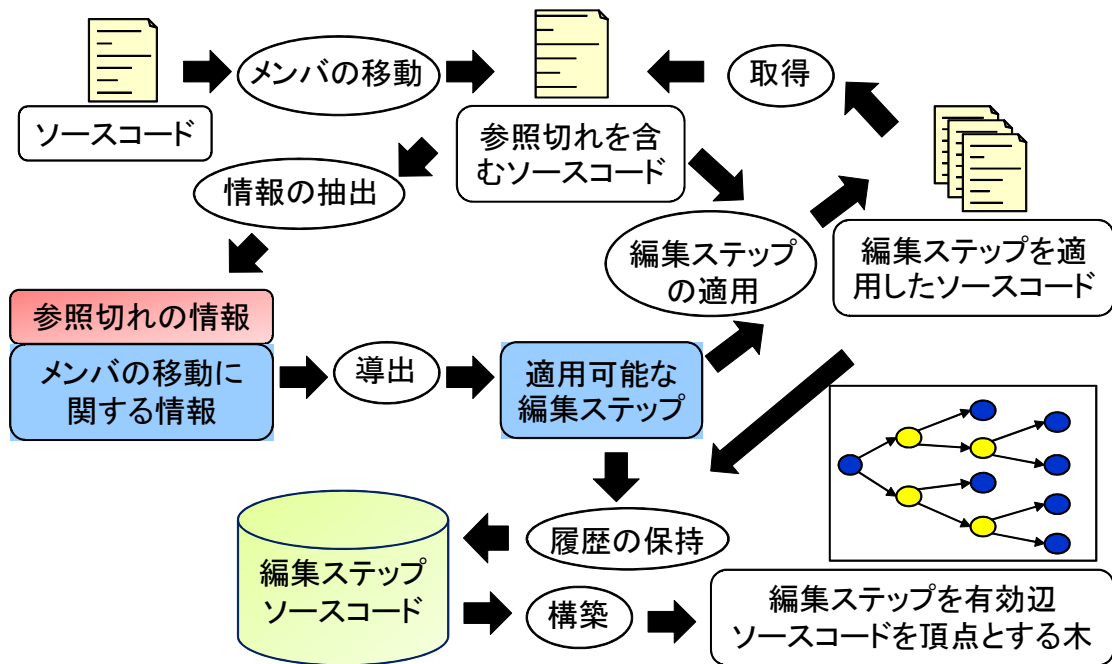 メンバの移動
取得
ソースコード
参照切れを含
むソースコード
情報の抽出
編集ステップ
の適用
編集ステップを適
用したソースコード
参照切れの情報
メンバの移動に
関する情報
導出
適用可能な
編集ステップ
履歴の保持
編集ステップ
ソースコード
構築
編集ステップを有効辺
ソースコードを頂点とする木